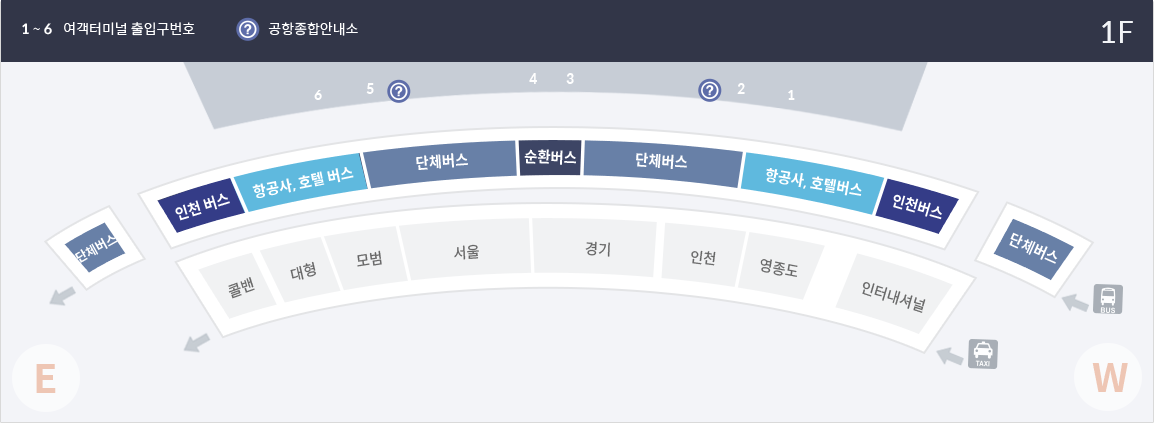 1 ~ 6 여객터미널 출입구번호
? 공항종합안내소
1F
6
5
?
4
3
?
2
1
인천 버스
항공사, 호텔 버스
단체버스
순환버스
단체버스
항공사, 호텔버스
인천버스
단체버스
단체버스
콜밴
대형
모범
서울
경기
인천
영종도
인터내셔널
BUS
TAXI
E
W